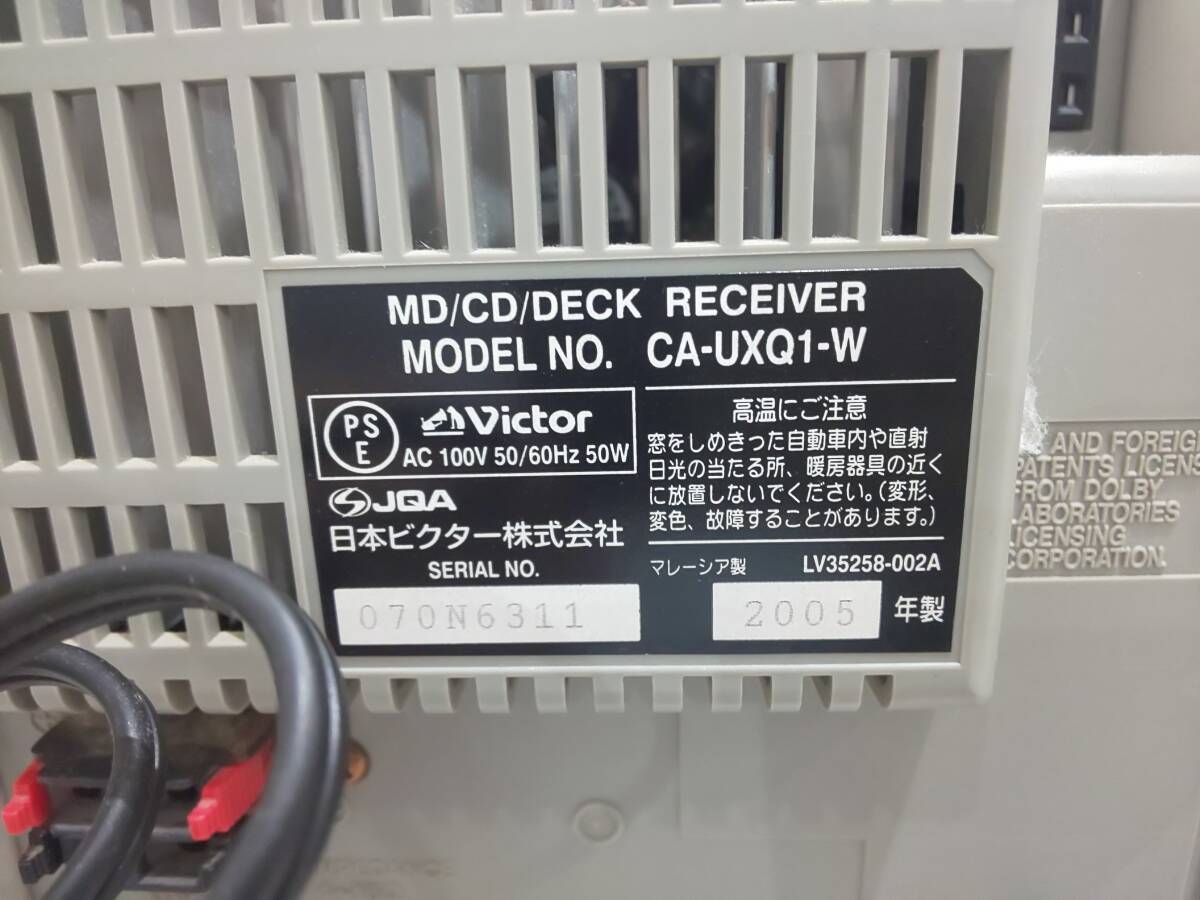 MD/CD/DECK RECEIVER
MODEL NO. CA-UXQ1-W
PS
E
Victor
AC 100V 50/60Hz 50W
JQA
日本ビクター株式会社
SERIAL NO.
070N6311
高温にご注意
窓をしめきった自動車内や直射
日光の当たる所、暖房器具の近く
に放置しないでください。(変形、
変色、故障することがあります。)
マレーシア製 LV35258-002A
2005 年製
AND FOREIG
PATENTS LICENS
FROM DOLBY
LABORATORIES
LICENSING
CORPORATION.